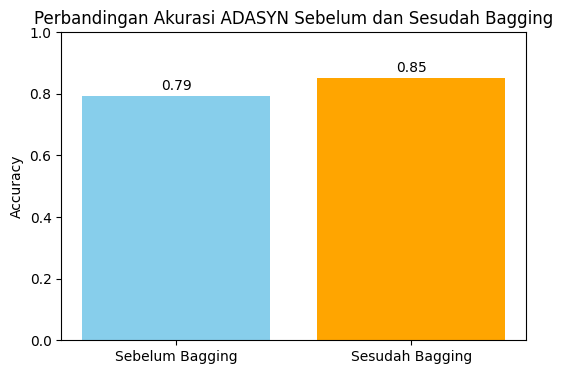 Perbandingan Akurasi ADASYN Sebelum dan Sesudah Bagging
1.0
0.8
0.6
0.4
0.2
0.0
Accuracy
0.79
0.85
Sebelum Bagging
Sesudah Bagging